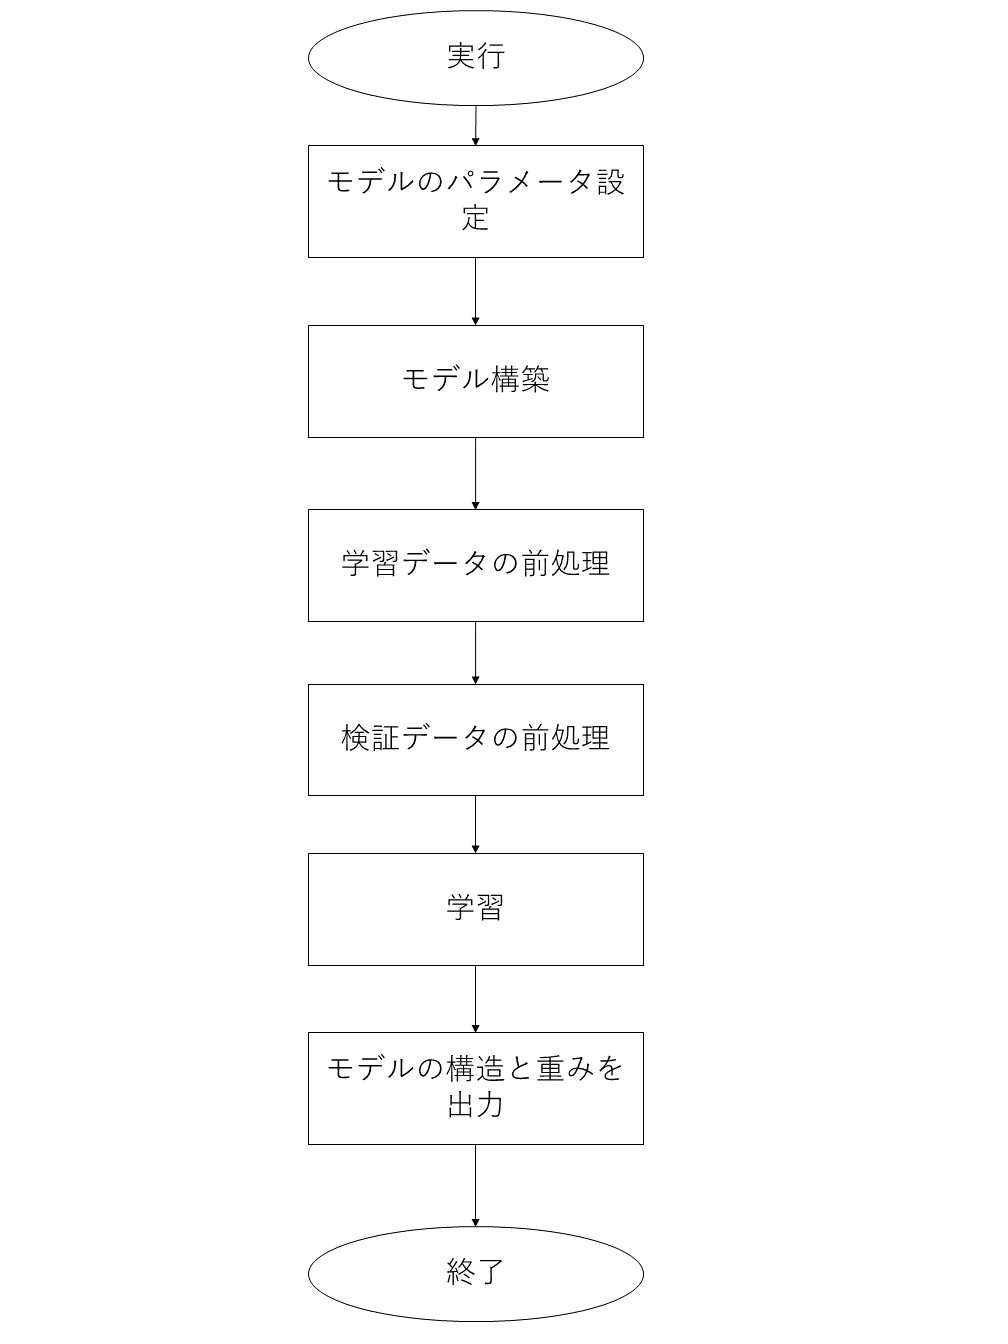 実行
モデルのパラメータ設
定
モデル構築
学習データの前処理
検証データの前処理
学習
モデルの構造と重みを
出力
終了